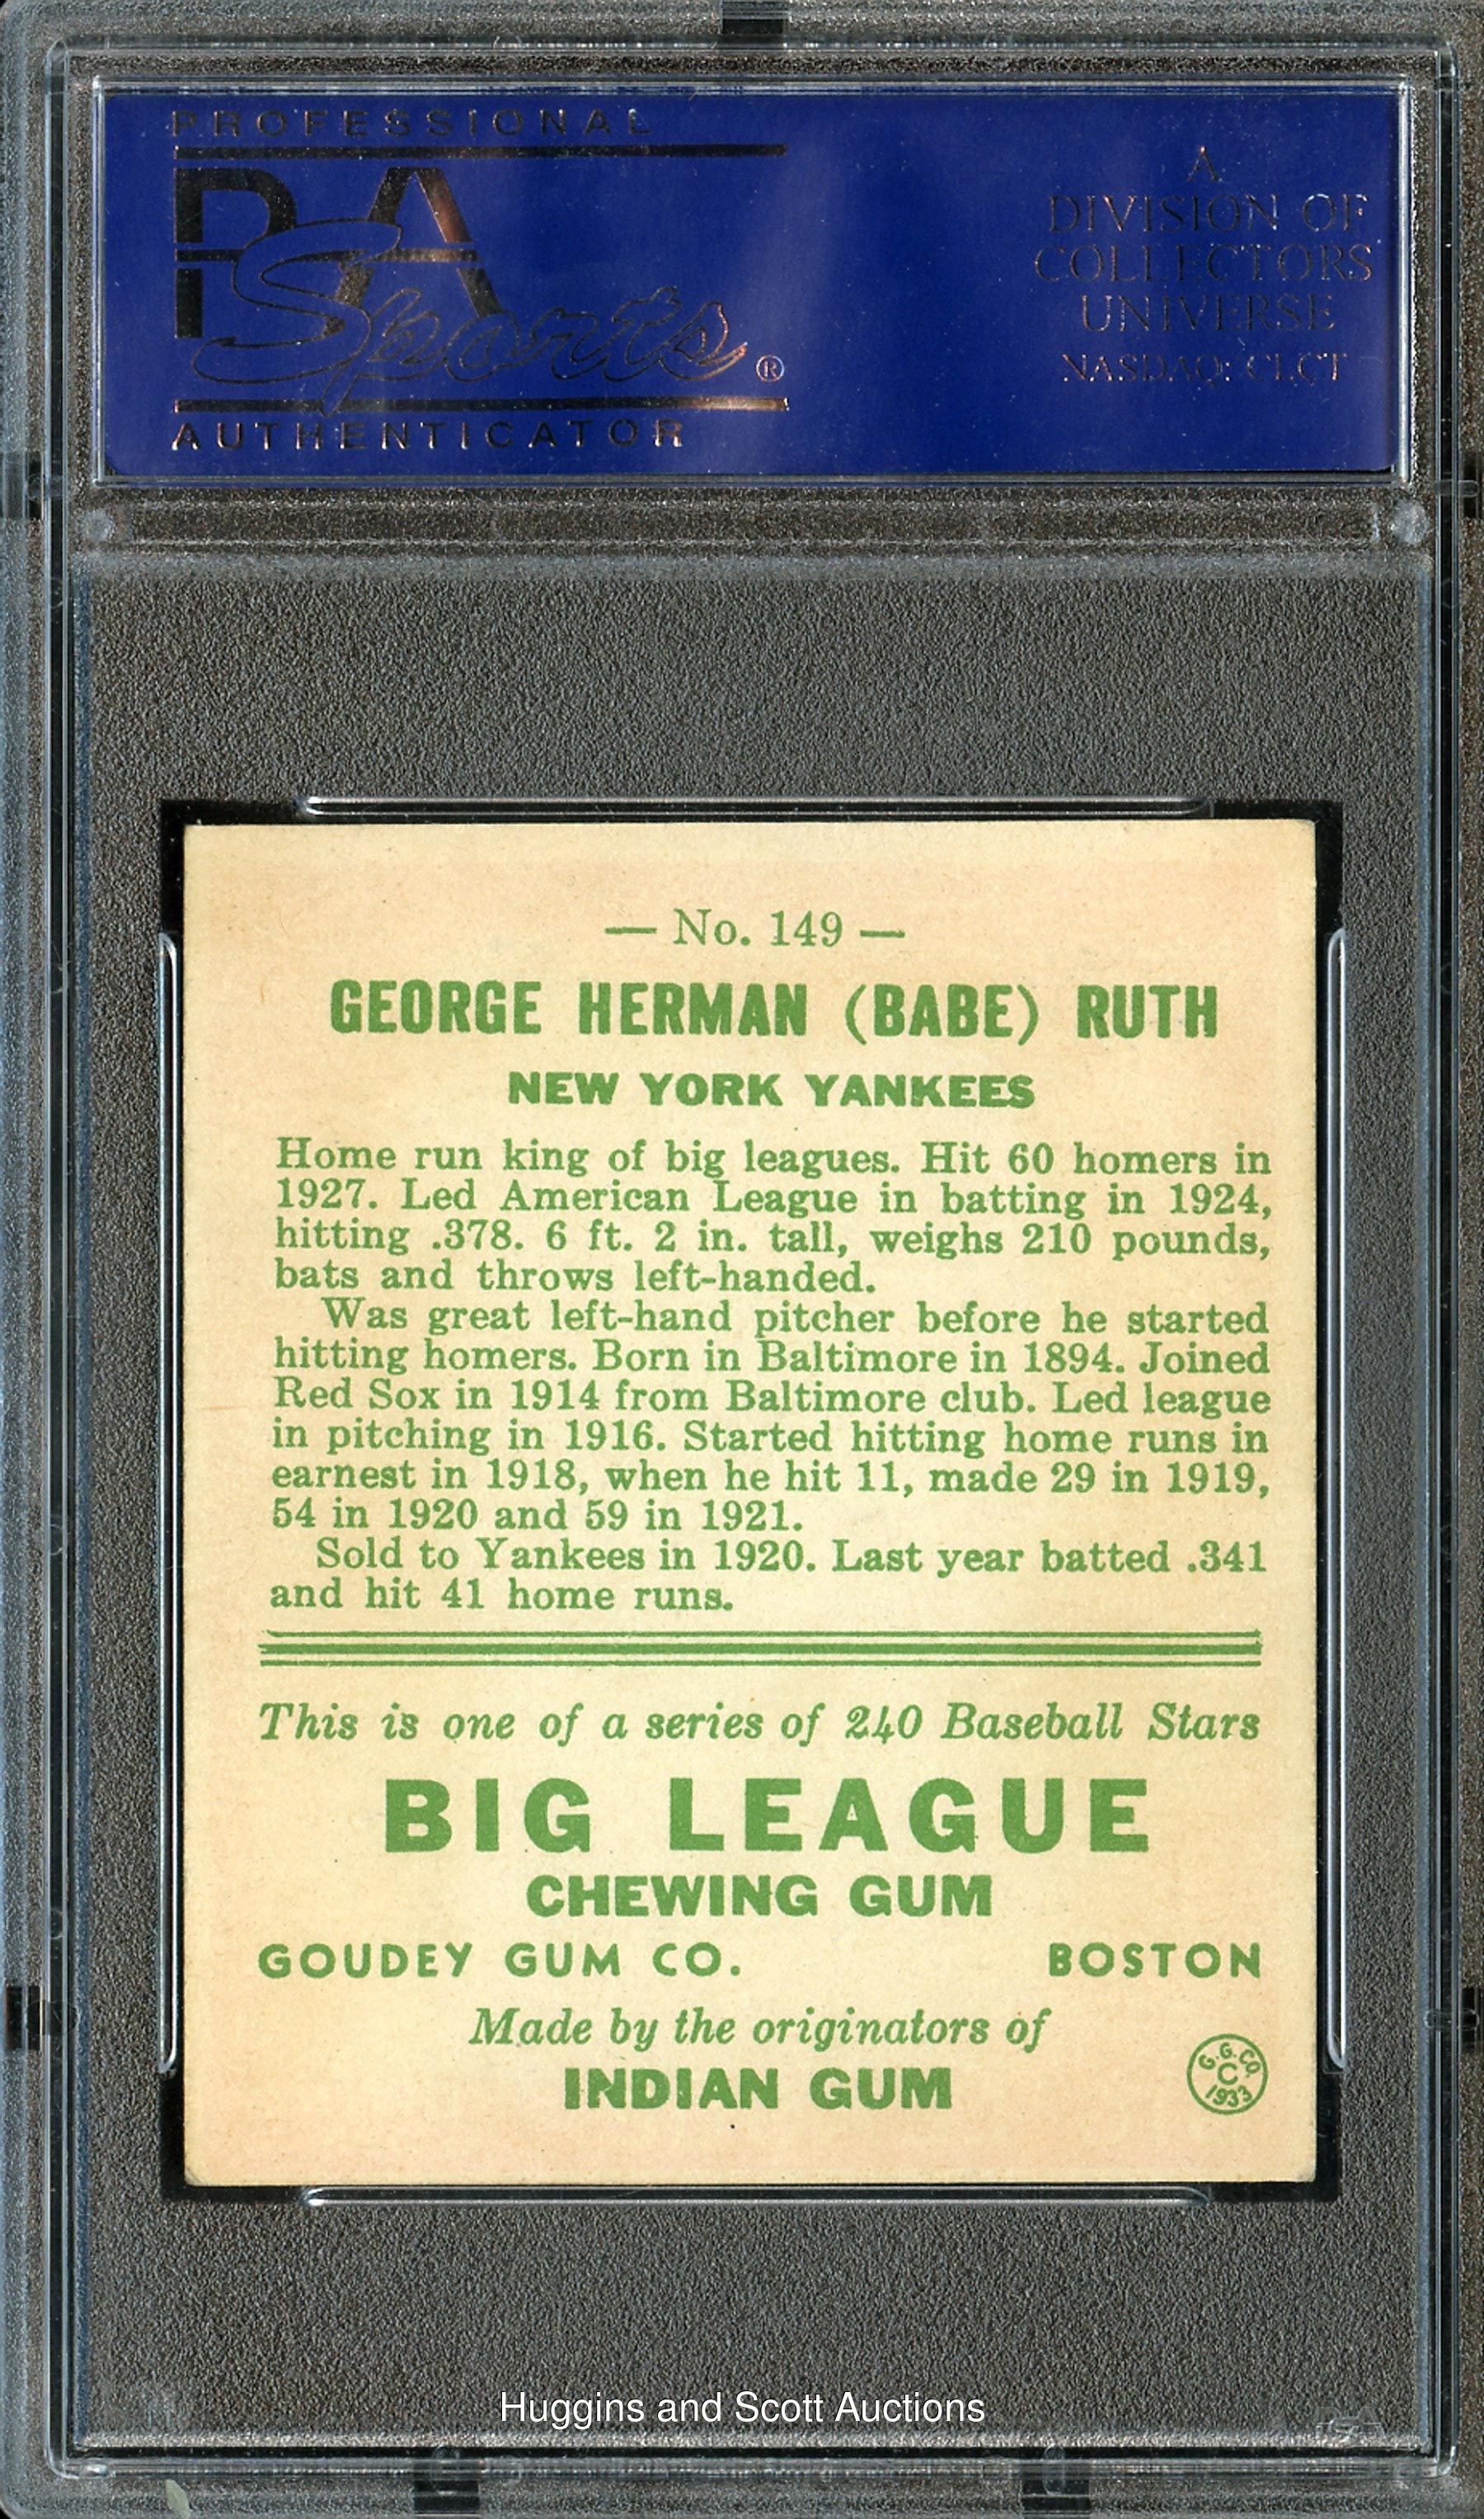 PROFESSIONAL
PSA
Sports®
AUTHENTICATOR
A
DIVISION OF
COLLECTORS
UNIVERSE
NASDAQ: CLCT
— No. 149 —
GEORGE HERMAN (BABE) RUTH
NEW YORK YANKEES
Home run king of big leagues. Hit 60 homers in
1927. Led American League in batting in 1924,
hitting .378. 6 ft. 2 in. tall, weighs 210 pounds,
bats and throws left-handed.
Was great left-hand pitcher before he started
hitting homers. Born in Baltimore in 1894. Joined
Red Sox in 1914 from Baltimore club. Led league
in pitching in 1916. Started hitting home runs in
earnest in 1918, when he hit 11, made 29 in 1919,
54 in 1920 and 59 in 1921.
Sold to Yankees in 1920. Last year batted .341
and hit 41 home runs.
This is one of a series of 240 Baseball Stars
BIG LEAGUE
CHEWING GUM
GOUDEY GUM CO. BOSTON
Made by the originators of
INDIAN GUM
G.G.CO.
C
1933
Huggins and Scott Auctions